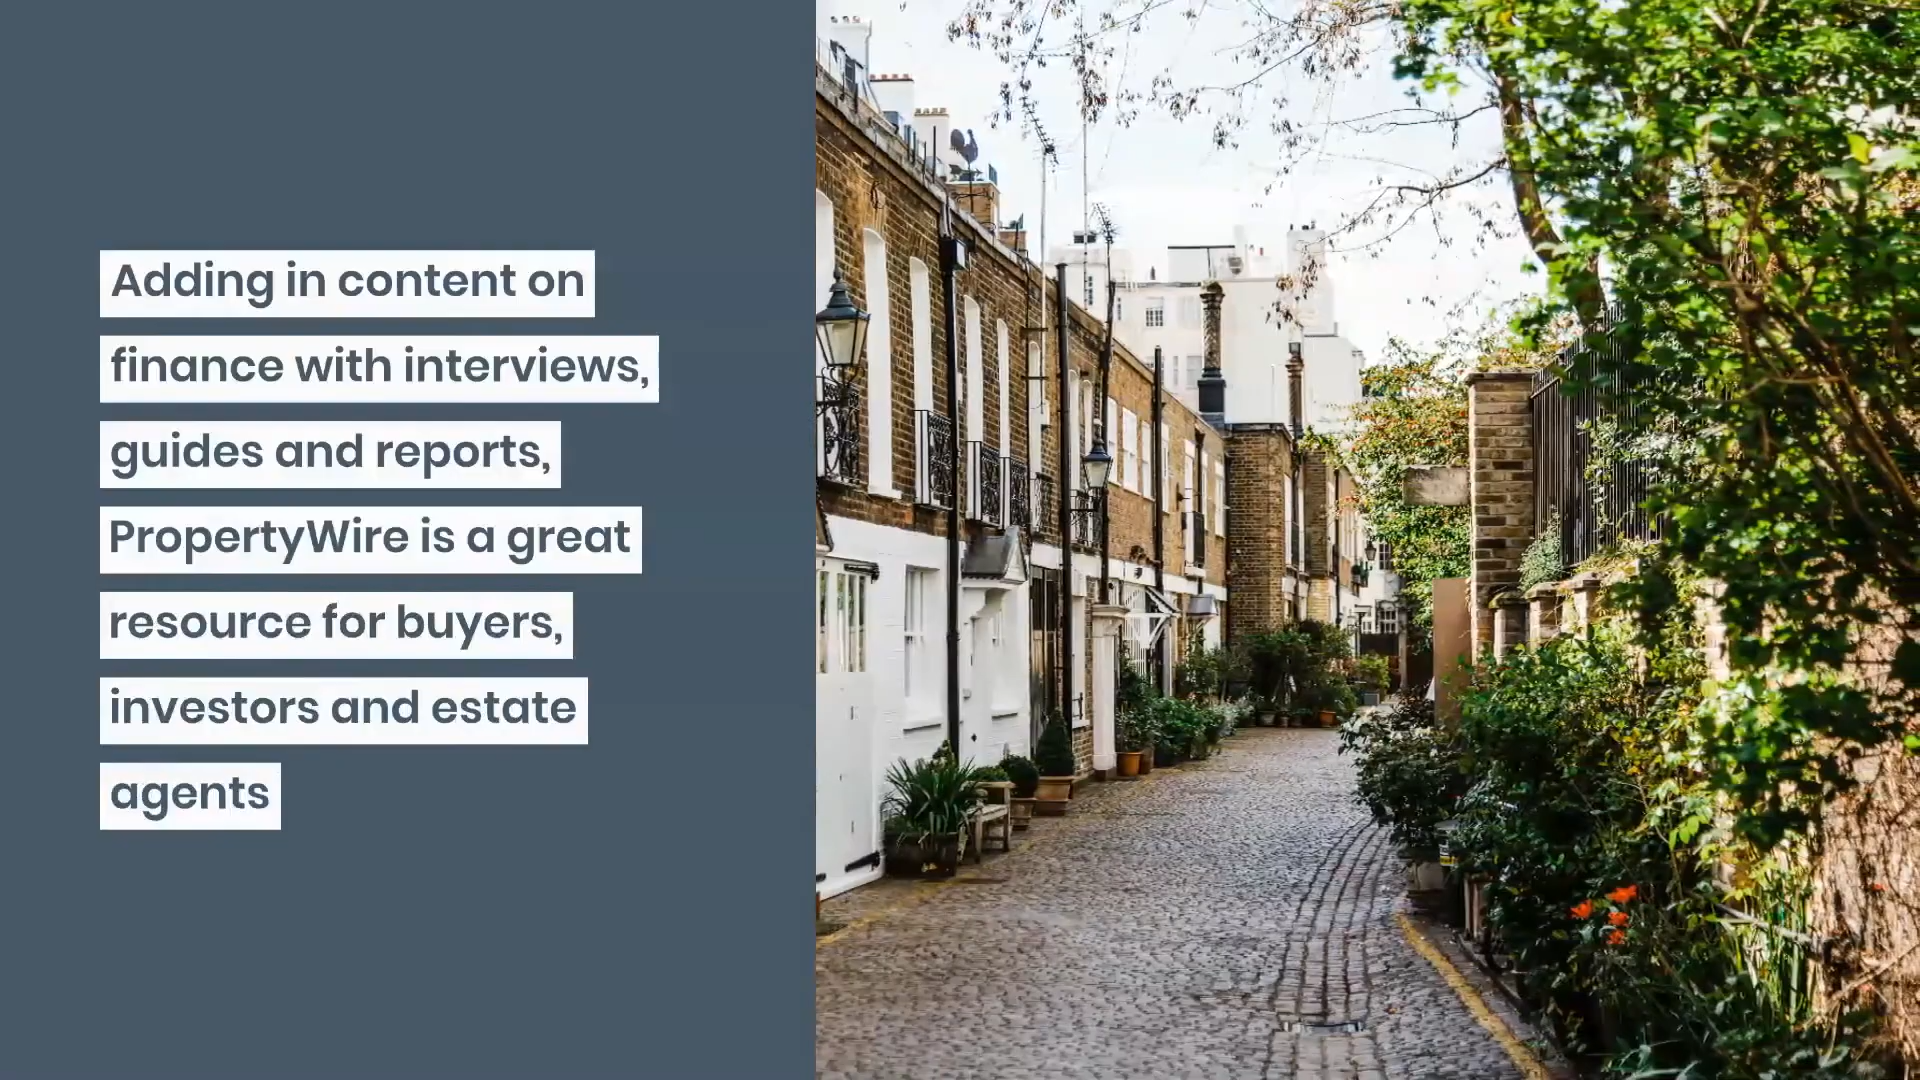 Adding in content on
finance with interviews,
guides and reports,
PropertyWire is a great
resource for buyers,
investors and estate
agents